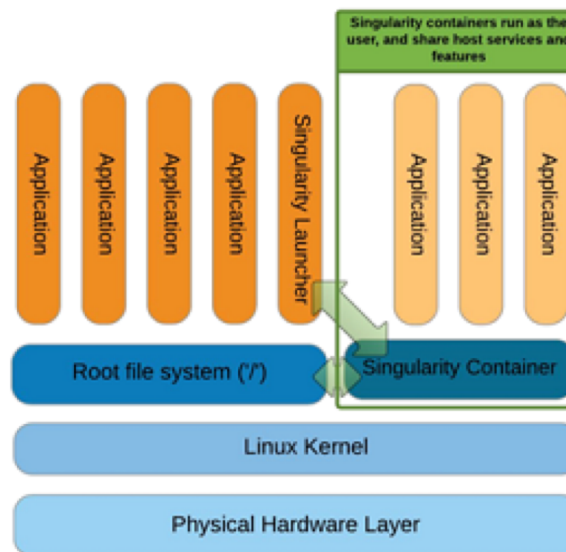 Singularity containers run as the
user, and share host services and
features
Application
Application
Application
Application
Singularity Launcher
Application
Application
Application
Root file system ('/')
Singularity Container
Linux Kernel
Physical Hardware Layer